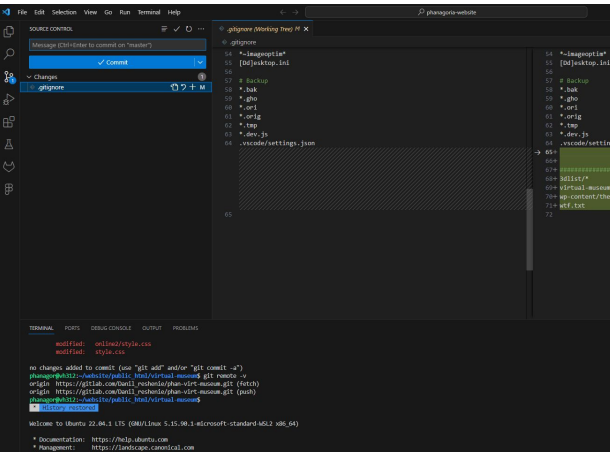 File Edit Selection View Go Run Terminal Help
phanagoria-website
SOURCE CONTROL
.gitignore (Working Tree) M
Message (Ctrl+Enter to commit on "master")
.gitignore
Commit
Changes 1
.gitignore M
54 *~imageoptim*
55 [Dd]esktop.ini
56
57 # Backup
58 *.bak
59 *.gho
60 *.ori
61 *.orig
62 *.tmp
63 *.dev.js
64 .vscode/settings.json
65
54 *~imageoptim*
55 [Dd]esktop.ini
56
57 # Backup
58 *.bak
59 *.gho
60 *.ori
61 *.orig
62 *.tmp
63 *.dev.js
64 .vscode/settin
65+
66+
67+ ##############
68+ 3dlist/*
69+ virtual-museum
70+ wp-content/the
71+ wtf.txt
72
TERMINAL PORTS DEBUG CONSOLE OUTPUT PROBLEMS
modified: online2/style.css
modified: style.css
no changes added to commit (use "git add" and/or "git commit -a")
phanagor@vh312:~/website/public_html/virtual-museum$ git remote -v
origin https://gitlab.com/Danil_reshenie/phan-virt-museum.git (fetch)
origin https://gitlab.com/Danil_reshenie/phan-virt-museum.git (push)
phanagor@vh312:~/website/public_html/virtual-museum$
* History restored
Welcome to Ubuntu 22.04.1 LTS (GNU/Linux 5.15.90.1-microsoft-standard-WSL2 x86_64)
* Documentation: https://help.ubuntu.com
* Management: https://landscape.canonical.com